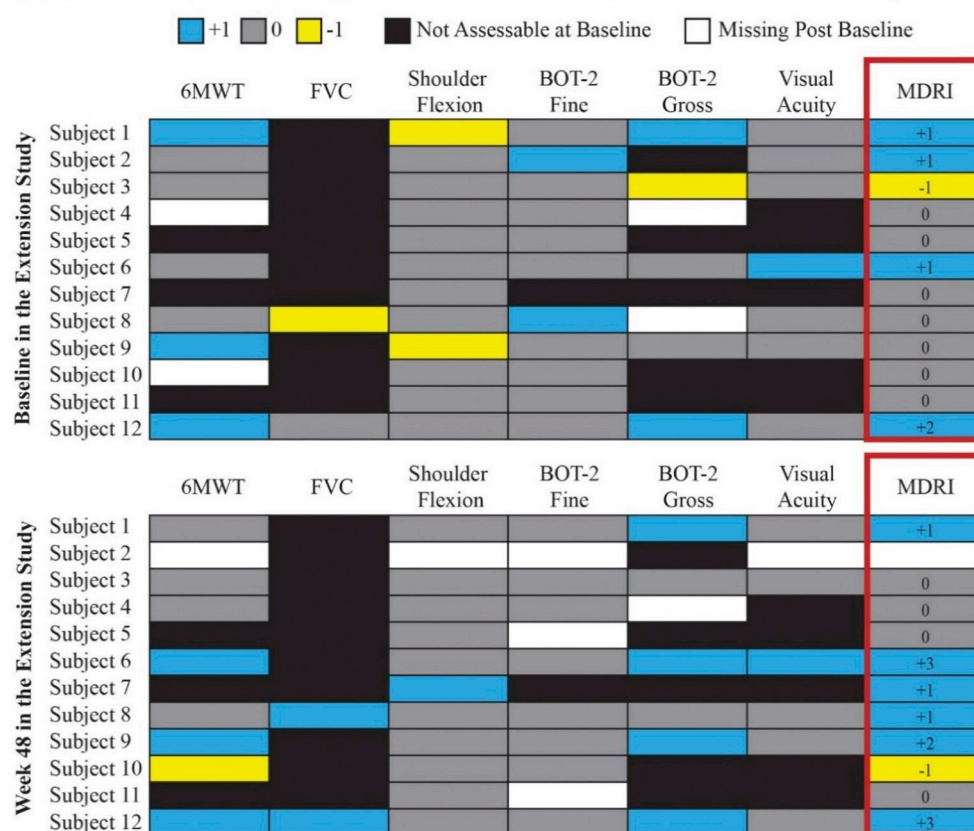 +1 0 -1 Not Assessable at Baseline Missing Post Baseline
Baseline in the Extension Study
6MWT FVC Shoulder Flexion BOT-2 Fine BOT-2 Gross Visual Acuity MDRI
Subject 1 +1
Subject 2 +1
Subject 3 -1
Subject 4 0
Subject 5 0
Subject 6 +1
Subject 7 0
Subject 8 0
Subject 9 0
Subject 10 0
Subject 11 0
Subject 12 +2
Week 48 in the Extension Study
6MWT FVC Shoulder Flexion BOT-2 Fine BOT-2 Gross Visual Acuity MDRI
Subject 1 +1
Subject 2
Subject 3 0
Subject 4 0
Subject 5 0
Subject 6 +3
Subject 7 +1
Subject 8 +1
Subject 9 +2
Subject 10 -1
Subject 11 0
Subject 12 +3